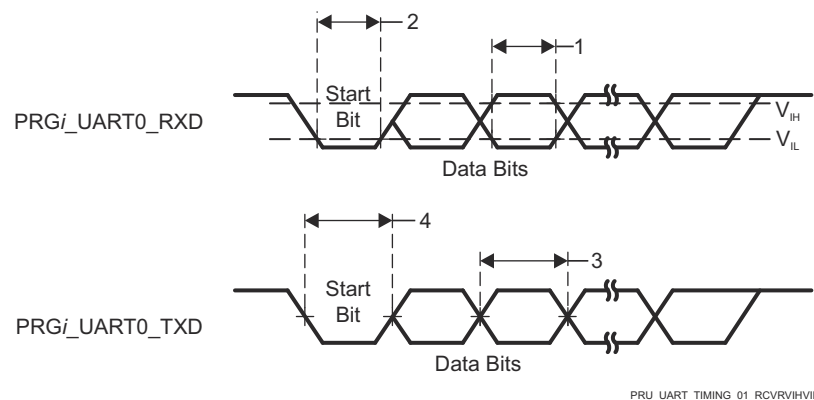 2
1
Start
Bit
PRGi_UART0_RXD
VIH
VIL
Data Bits
4
3
Start
Bit
PRGi_UART0_TXD
Data Bits
PRU_UART_TIMING_01_RCVRVIHVIL